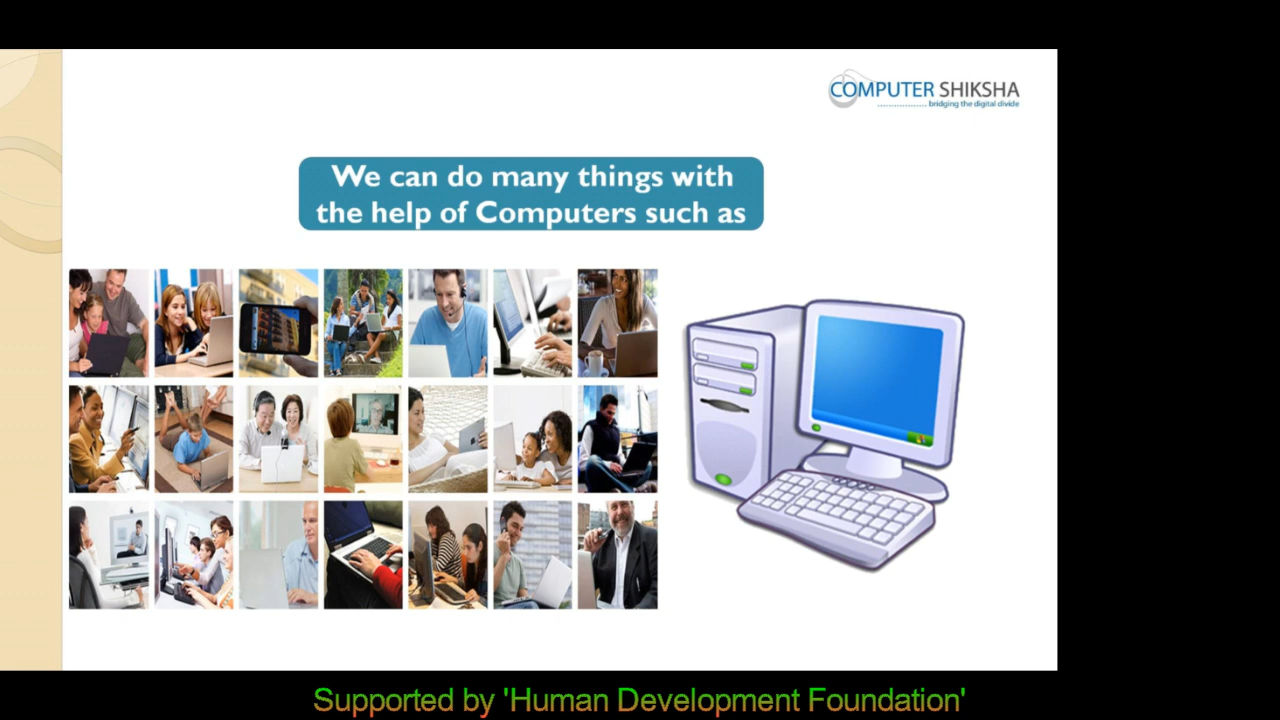 COMPUTER SHIKSHA
.................. bridging the digital divide
We can do many things with
the help of Computers such as
Supported by 'Human Development Foundation'